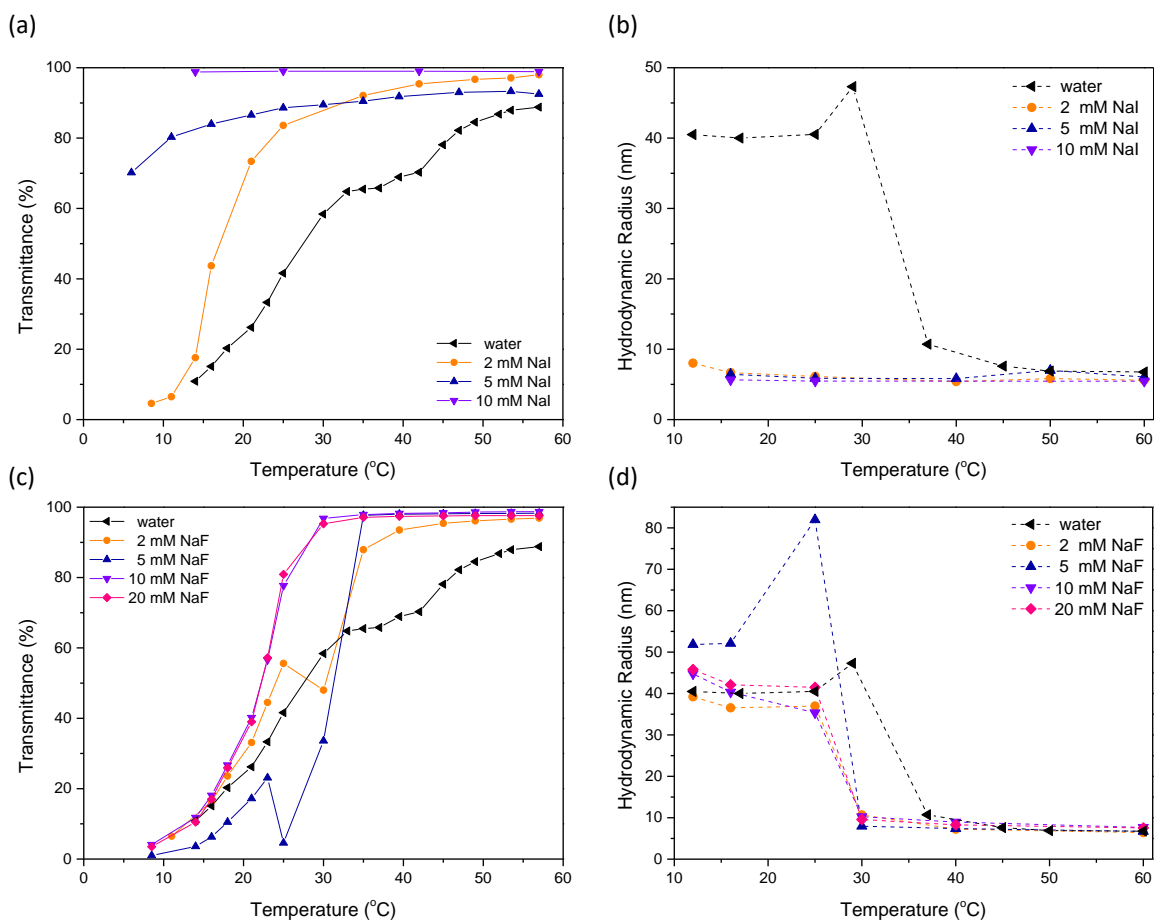 (a)
100
80
60
40
20
0
Transmittance (%)
water
2 mM NaI
5 mM NaI
10 mM NaI
0 10 20 30 40 50 60
Temperature (°C)
(b)
50
40
30
20
10
0
Hydrodynamic Radius (nm)
water
2 mM NaI
5 mM NaI
10 mM NaI
10 20 30 40 50 60
Temperature (°C)
(c)
100
80
60
40
20
0
Transmittance (%)
water
2 mM NaF
5 mM NaF
10 mM NaF
20 mM NaF
0 10 20 30 40 50 60
Temperature (°C)
(d)
80
70
60
50
40
30
20
10
0
Hydrodynamic Radius (nm)
water
2 mM NaF
5 mM NaF
10 mM NaF
20 mM NaF
10 20 30 40 50 60
Temperature (°C)